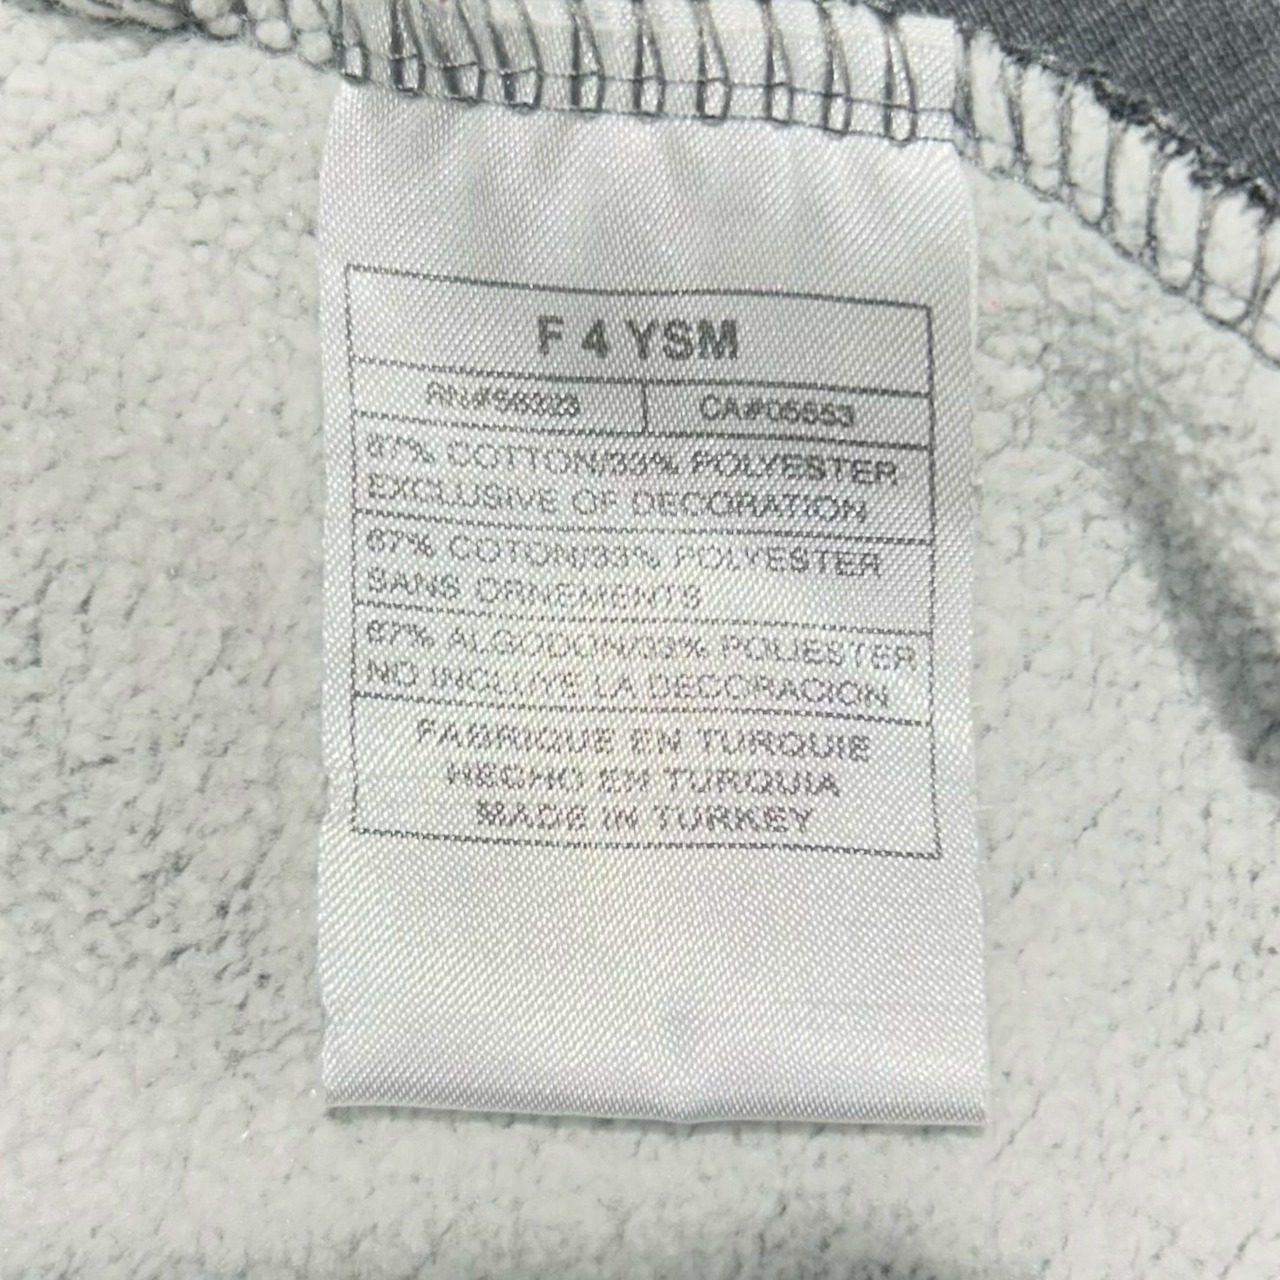 F 4 YSM
RN#56323 CA#05553
67% COTTON/33% POLYESTER
EXCLUSIVE OF DECORATION
67% COTON/33% POLYESTER
SANS ORNEMENTS
67% ALGODON/33% POLIESTER
NO INCLUYE LA DECORACION
FABRIQUE EN TURQUIE
HECHO EN TURQUIA
MADE IN TURKEY